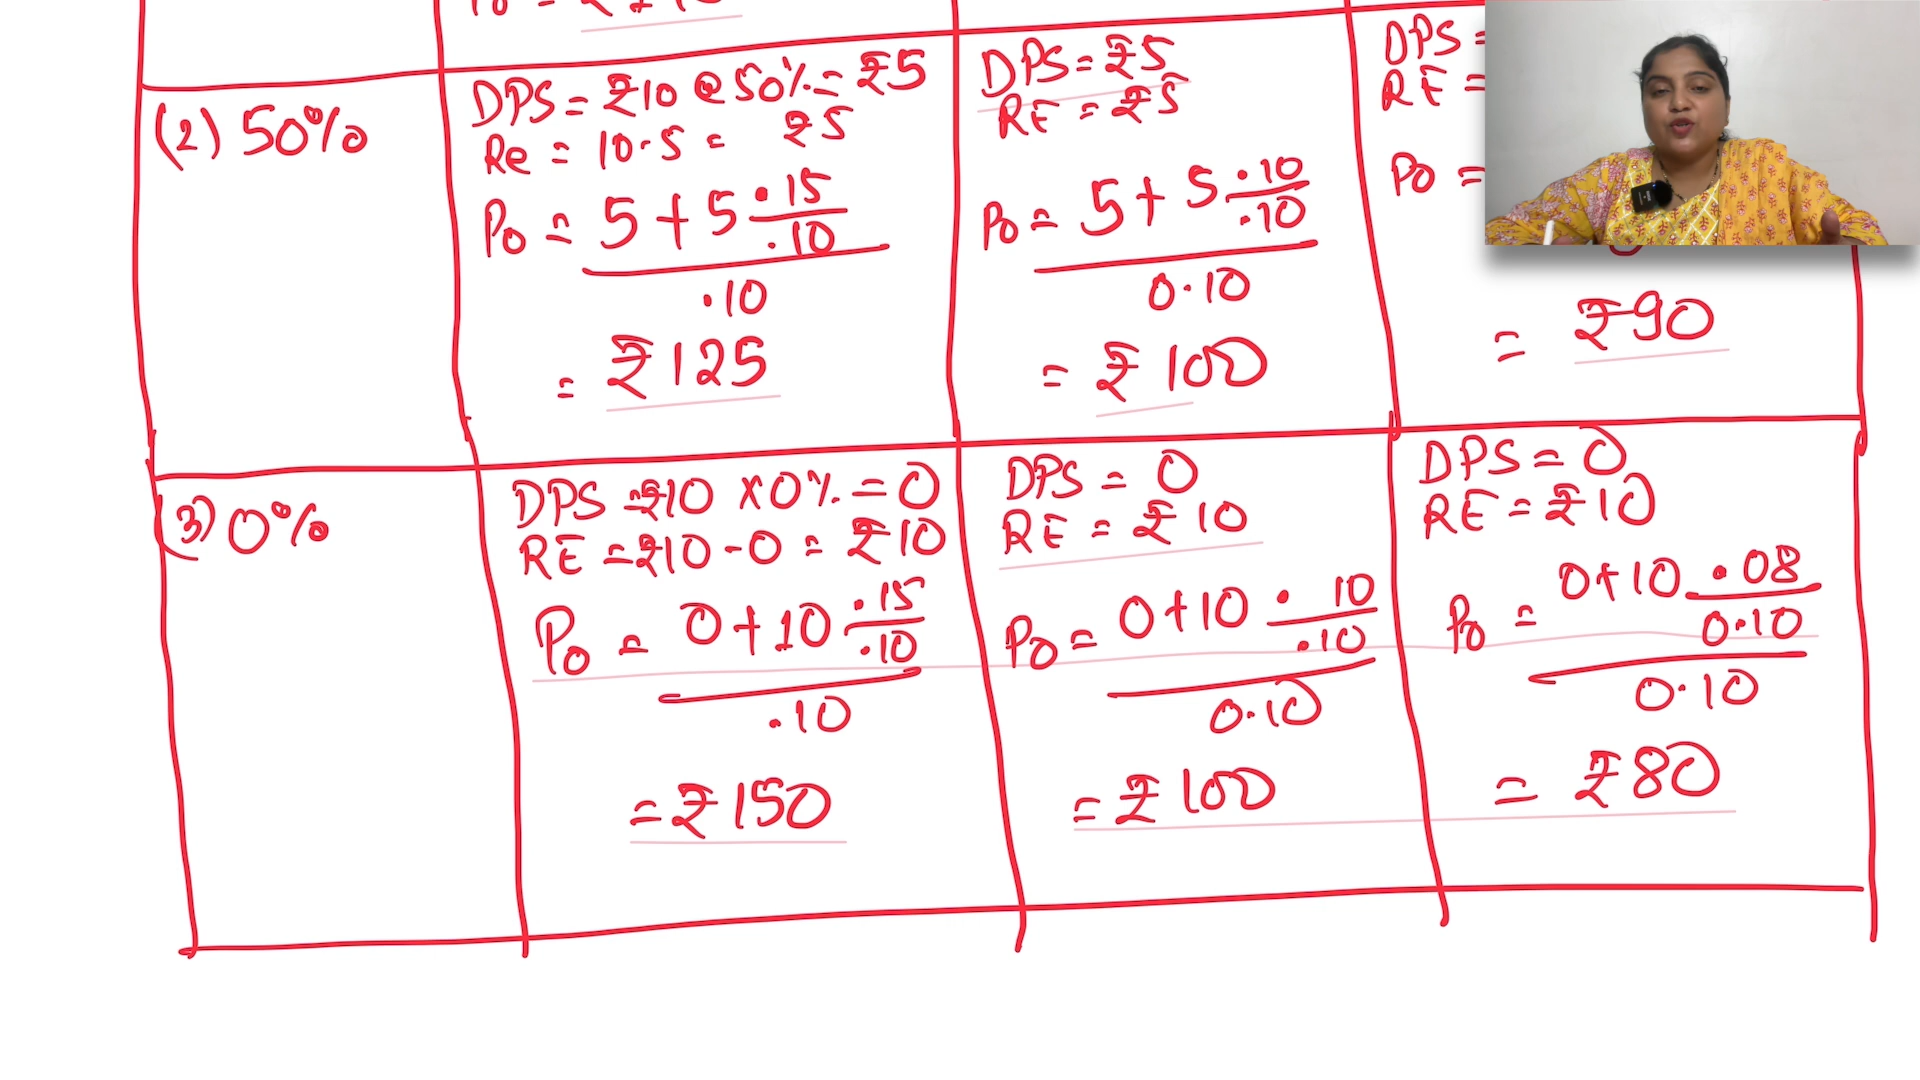 (2) 50%
DPS = ₹10 @ 50% = ₹5
Re = 10-5 = ₹5
Po = 5 + 5 .15/.10
.10
= ₹125
DPS = ₹5
RE = ₹5
Po = 5 + 5 .10/.10
0.10
= ₹100
DPS =
RE =
Po =
= ₹90
(3) 0%
DPS = ₹10 x 0% = 0
RE = ₹10 - 0 = ₹10
Po = 0 + 10 .15/.10
.10
= ₹150
DPS = 0
RE = ₹10
Po = 0 + 10 .10/.10
0.10
= ₹100
DPS = 0
RE = ₹10
Po = 0 + 10 .08/0.10
0.10
= ₹80